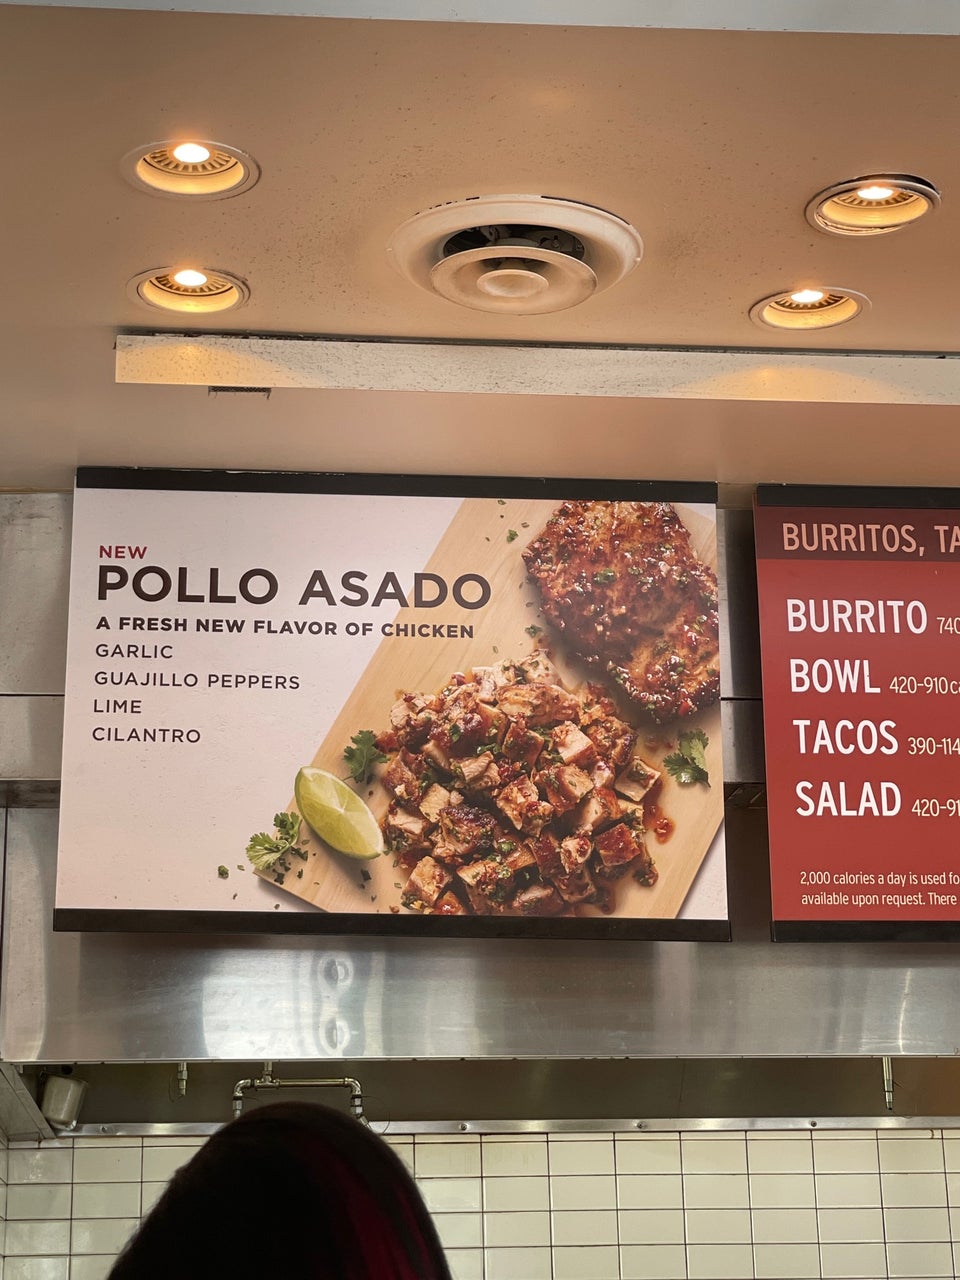 NEW
POLLO ASADO
A FRESH NEW FLAVOR OF CHICKEN
GARLIC
GUAJILLO PEPPERS
LIME
CILANTRO
BURRITOS,
BURRITO 740
BOWL 420-910
TACOS
SALAD
2,000 calories a day is used
available upon request. There